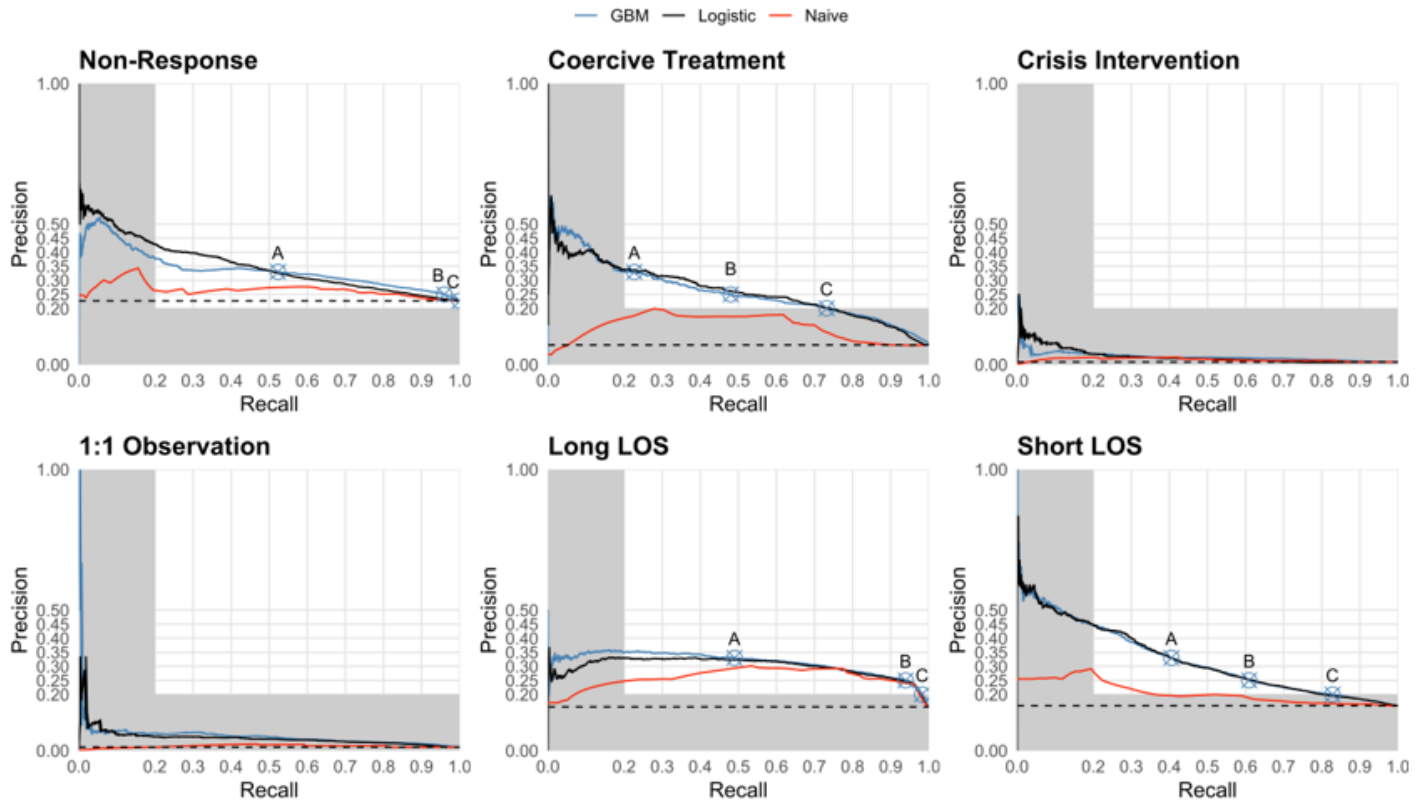 GBM Logistic Naive
Non-Response
Coercive Treatment
Crisis Intervention
1.00
0.50
0.45
0.40
0.35
0.30
0.25
0.20
0.00
Precision
A
B
C
0.0 0.2 0.3 0.4 0.5 0.6 0.7 0.8 0.9 1.0
Recall
1.00
0.50
0.45
0.40
0.35
0.30
0.25
0.20
0.00
Precision
A
B
C
0.0 0.2 0.3 0.4 0.5 0.6 0.7 0.8 0.9 1.0
Recall
1.00
0.50
0.45
0.40
0.35
0.30
0.25
0.20
0.00
Precision
0.0 0.2 0.3 0.4 0.5 0.6 0.7 0.8 0.9 1.0
Recall
1:1 Observation
Long LOS
Short LOS
1.00
0.50
0.45
0.40
0.35
0.30
0.25
0.20
0.00
Precision
0.0 0.2 0.3 0.4 0.5 0.6 0.7 0.8 0.9 1.0
Recall
1.00
0.50
0.45
0.40
0.35
0.30
0.25
0.20
0.00
Precision
A
B
C
0.0 0.2 0.3 0.4 0.5 0.6 0.7 0.8 0.9 1.0
Recall
1.00
0.50
0.45
0.40
0.35
0.30
0.25
0.20
0.00
Precision
A
B
C
0.0 0.2 0.3 0.4 0.5 0.6 0.7 0.8 0.9 1.0
Recall